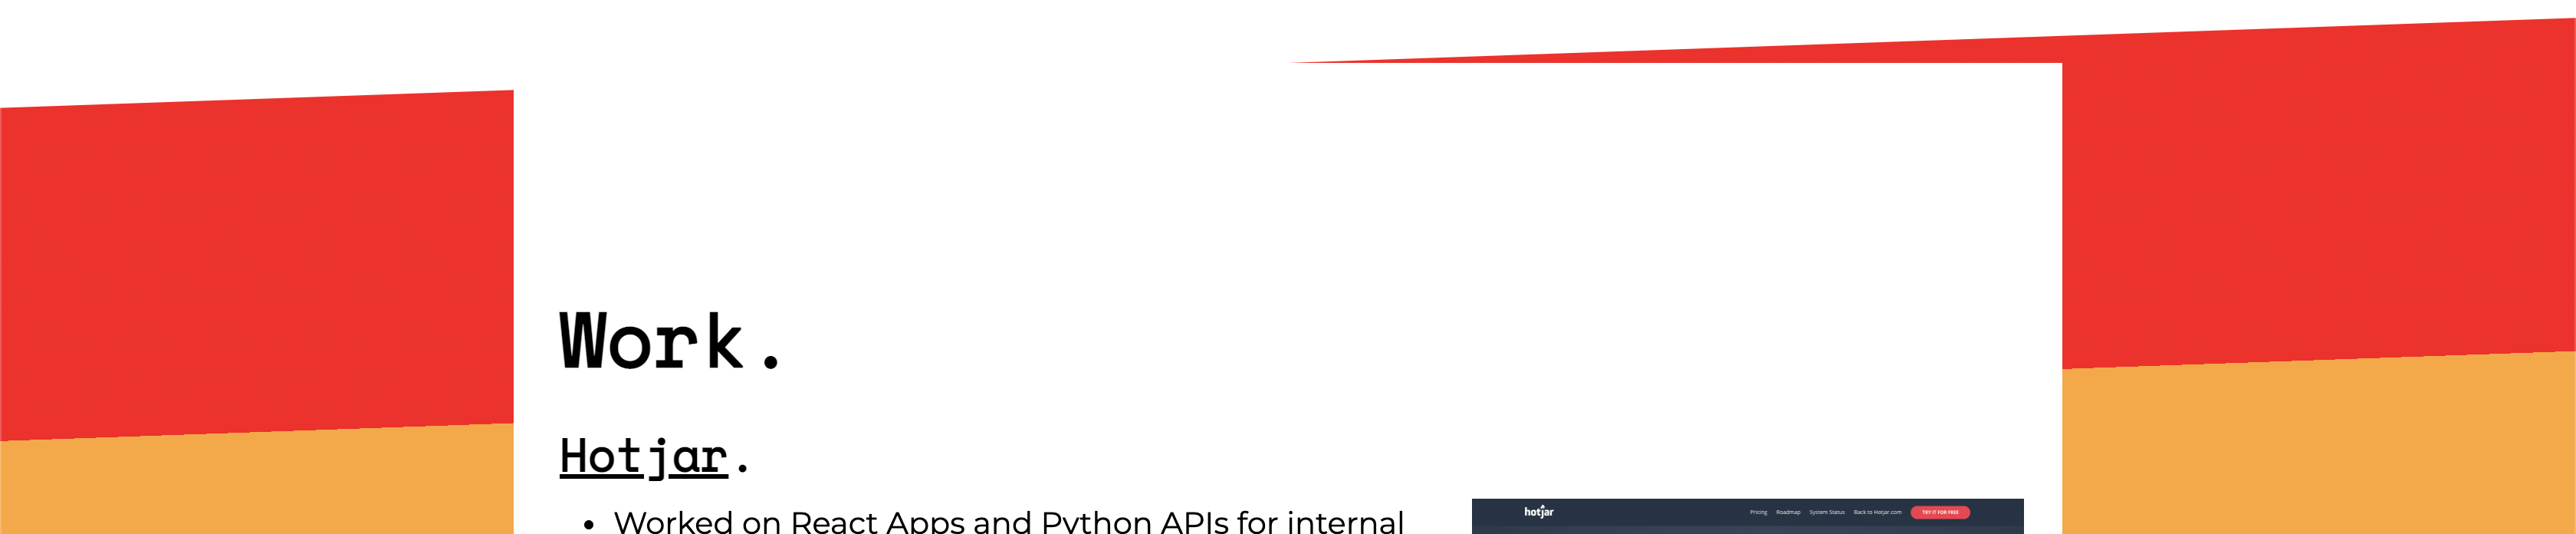 Work.
Hotjar.
• Worked on React Apps and Python APIs for internal
hotjar Pricing Roadmap System Status Back to Hotjar.com TRY IT FOR FREE